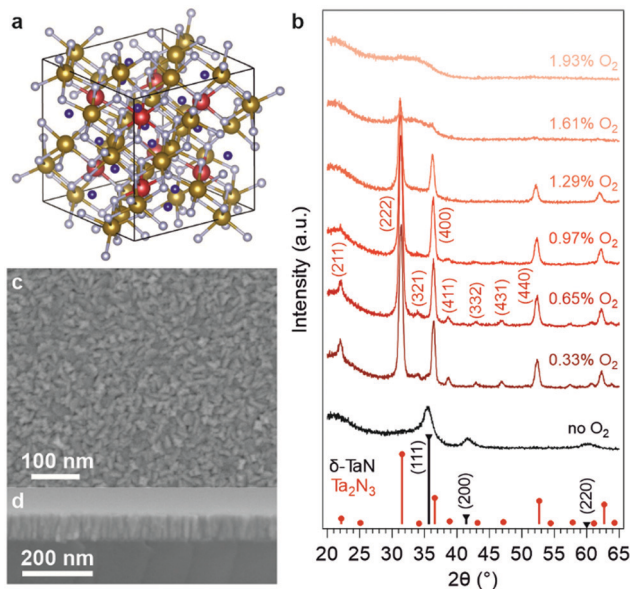 a
b
c
100 nm
d
200 nm
Intensity (a.u.)
1.93% O₂
1.61% O₂
1.29% O₂
0.97% O₂
0.65% O₂
0.33% O₂
no O₂
(211)
(222)
(321)
(400)
(411)
(332)
(431)
(440)
δ-TaN
Ta₂N₃
(111)
(200)
(220)
20 25 30 35 40 45 50 55 60 65
2θ (°)